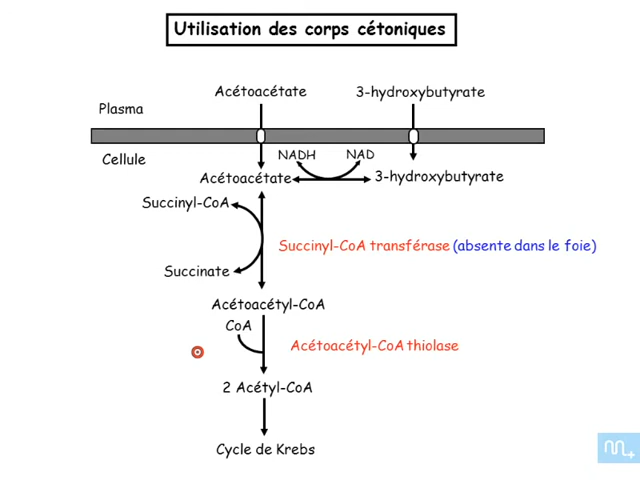 Utilisation des corps cétoniques
Acétoacétate 3-hydroxybutyrate
Plasma
Cellule
NADH NAD
Acétoacétate 3-hydroxybutyrate
Succinyl-CoA
Succinyl-CoA transférase (absente dans le foie)
Succinate
Acétoacétyl-CoA
CoA
Acétoacétyl-CoA thiolase
2 Acétyl-CoA
Cycle de Krebs